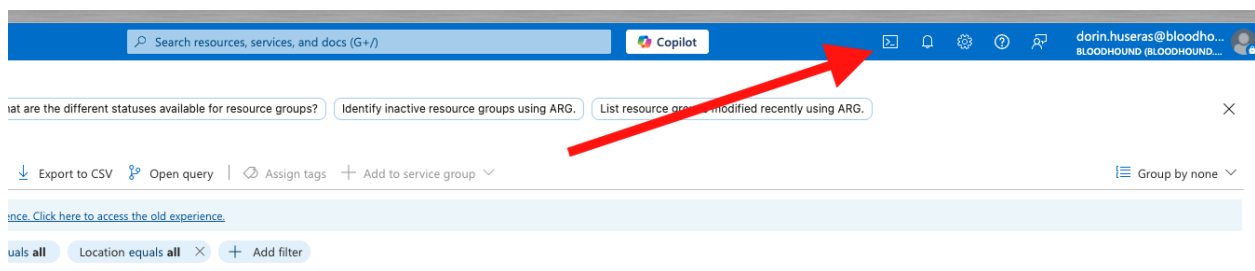 Search resources, services, and docs (G+/)
Copilot
dorin.huseras@bloodho...
BLOODHOUND (BLOODHOUND....
hat are the different statuses available for resource groups?
Identify inactive resource groups using ARG.
List resource groups modified recently using ARG.
Export to CSV
Open query
Assign tags
Add to service group
Group by none
ence. Click here to access the old experience.
uals all
Location equals all
Add filter